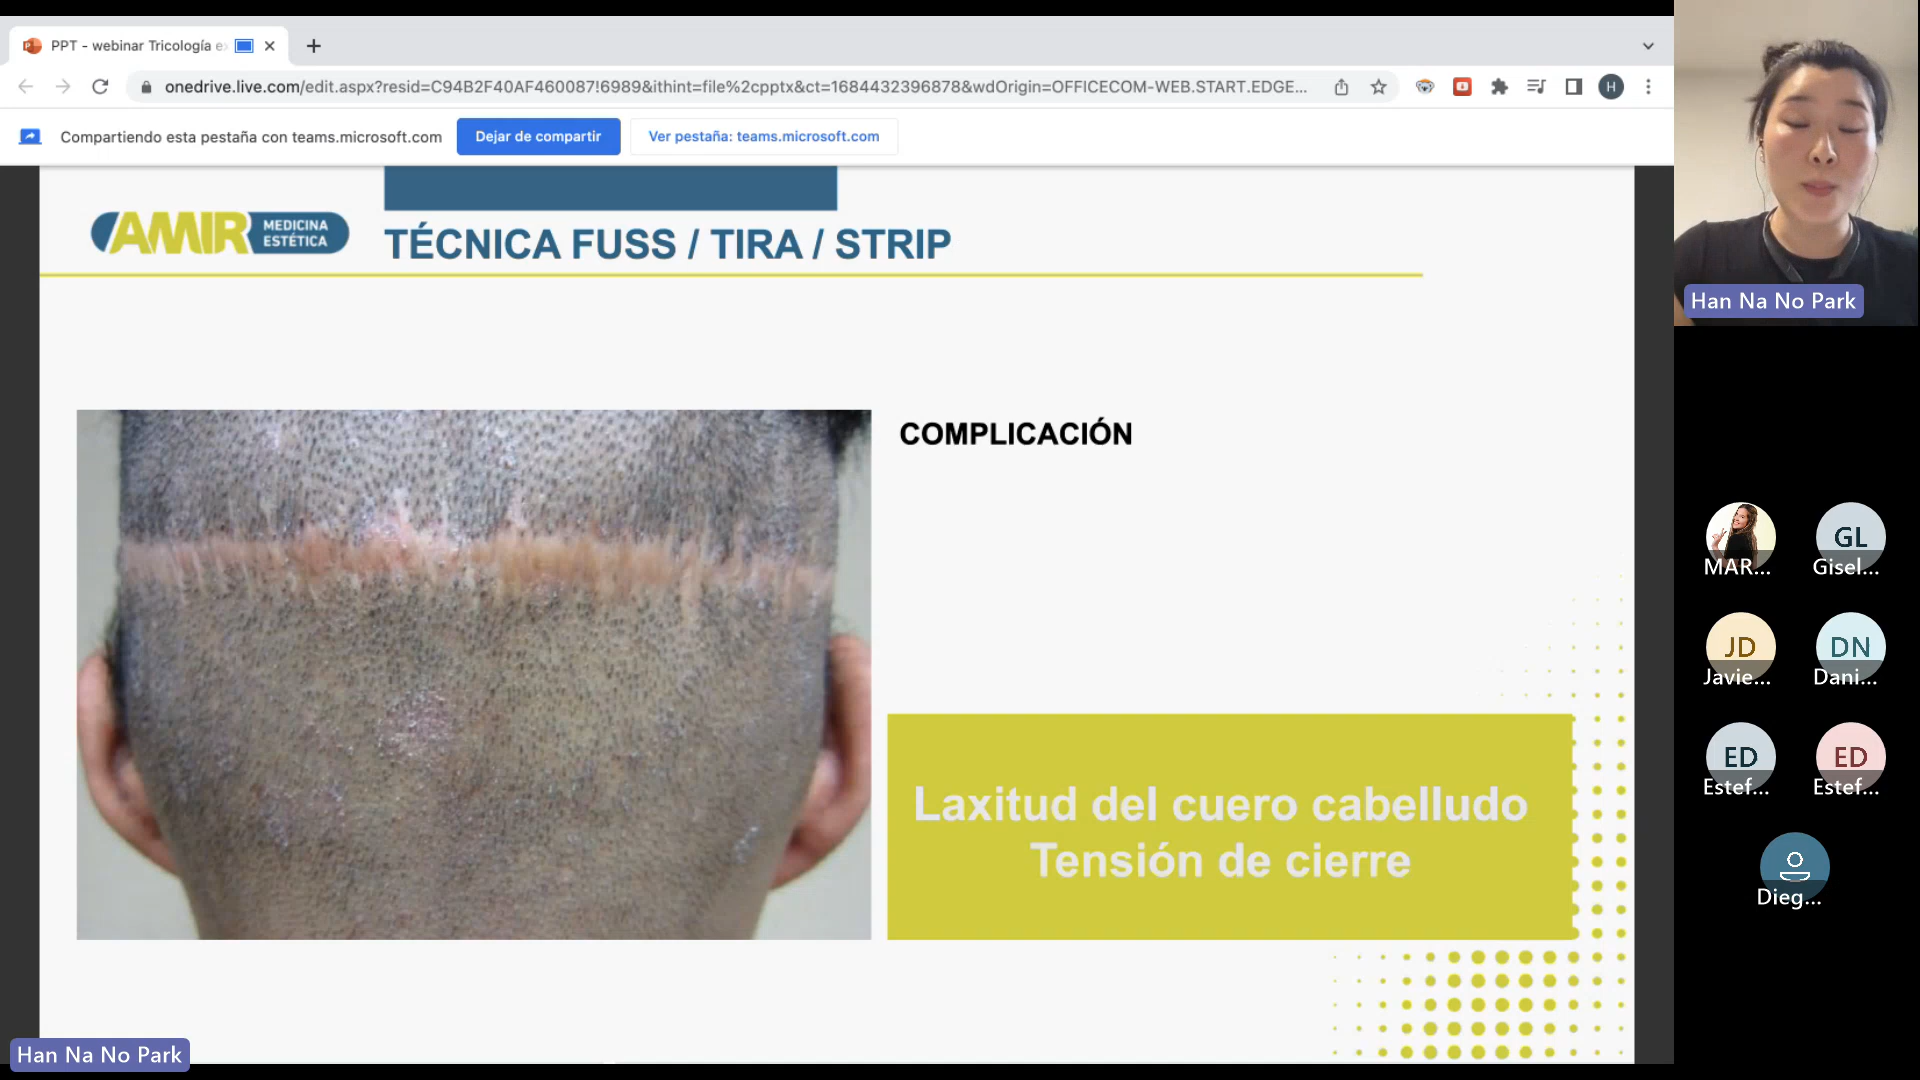 PPT - webinar Tricología e
onedrive.live.com/edit.aspx?resid=C94B2F40AF460087!6989&ithint=file%2cpptx&ct=1684432396878&wdOrigin=OFFICECOM-WEB.START.EDGE...
H
Compartiendo esta pestaña con teams.microsoft.com
Dejar de compartir
Ver pestaña: teams.microsoft.com
AMIR
MEDICINA
ESTÉTICA
TÉCNICA FUSS / TIRA / STRIP
COMPLICACIÓN
Laxitud del cuero cabelludo
Tensión de cierre
Han Na No Park
Han Na No Park
MAR...
GL
Gisel...
JD
Javie...
DN
Dani...
ED
Estef...
ED
Estef...
Dieg...